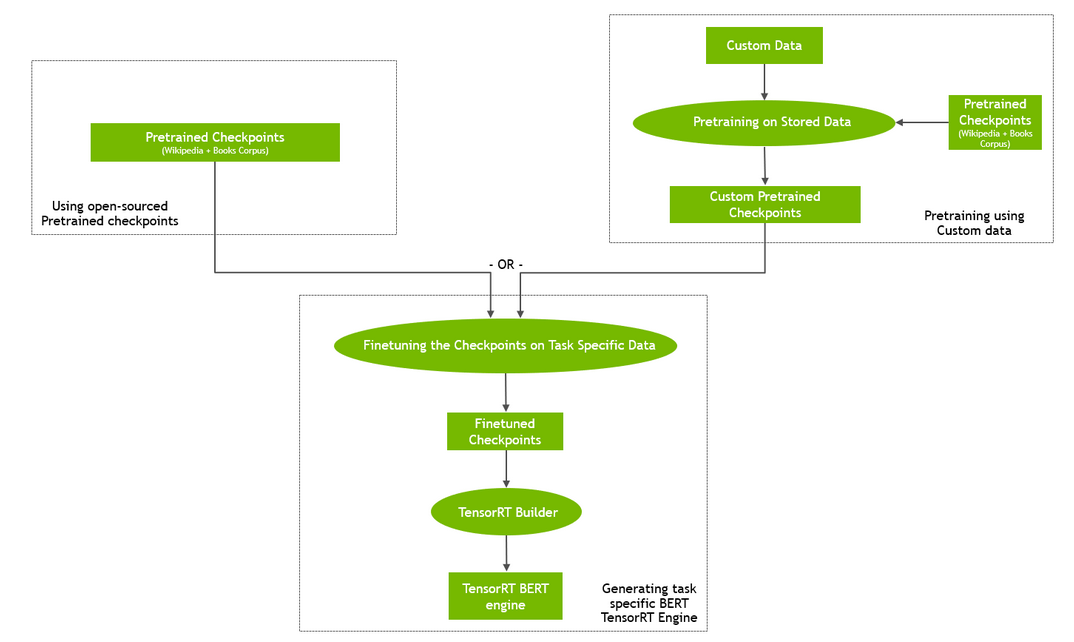 Pretrained Checkpoints
(Wikipedia + Books Corpus)
Using open-sourced
Pretrained checkpoints
Custom Data
Pretraining on Stored Data
Pretrained
Checkpoints
(Wikipedia + Books
Corpus)
Custom Pretrained
Checkpoints
Pretraining using
Custom data
- OR -
Finetuning the Checkpoints on Task Specific Data
Finetuned
Checkpoints
TensorRT Builder
TensorRT BERT
engine
Generating task
specific BERT
TensorRT Engine